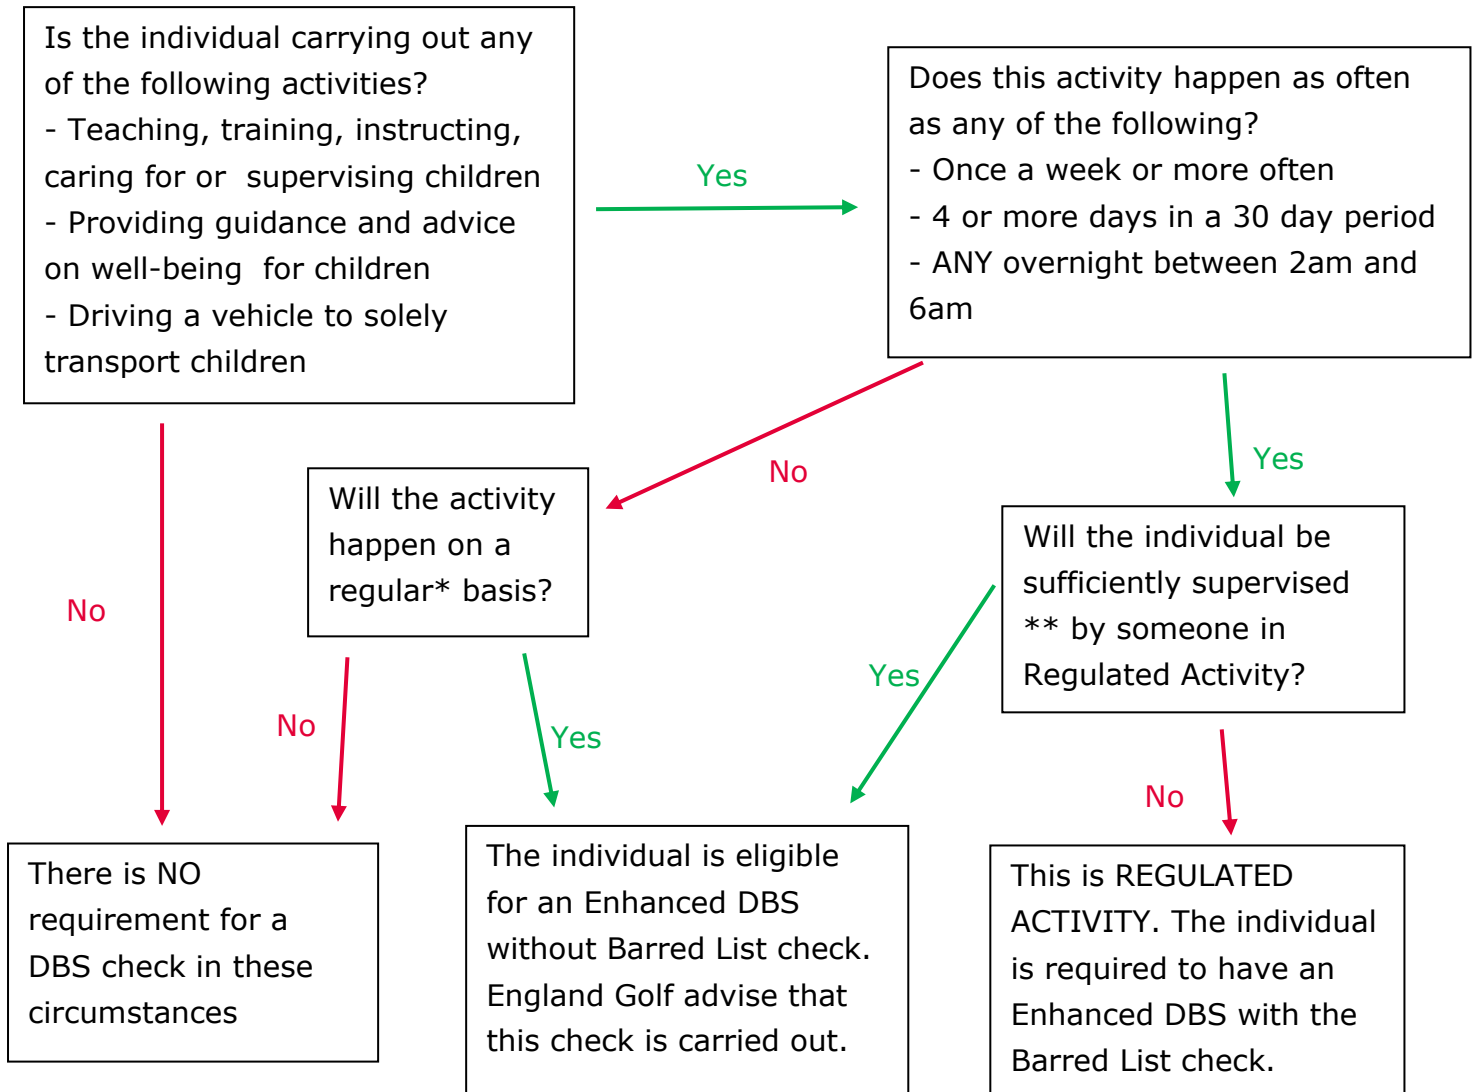 Is the individual carrying out any
of the following activities?
- Teaching, training, instructing,
caring for or supervising children
- Providing guidance and advice
on well-being for children
- Driving a vehicle to solely
transport children
Yes
Does this activity happen as often
as any of the following?
- Once a week or more often
- 4 or more days in a 30 day period
- ANY overnight between 2am and
6am
No
Yes
Will the activity
happen on a
regular* basis?
Will the individual be
sufficiently supervised
** by someone in
Regulated Activity?
No
No
Yes
Yes
No
There is NO
requirement for a
DBS check in these
circumstances
The individual is eligible
for an Enhanced DBS
without Barred List check.
England Golf advise that
this check is carried out.
This is REGULATED
ACTIVITY. The individual
is required to have an
Enhanced DBS with the
Barred List check.